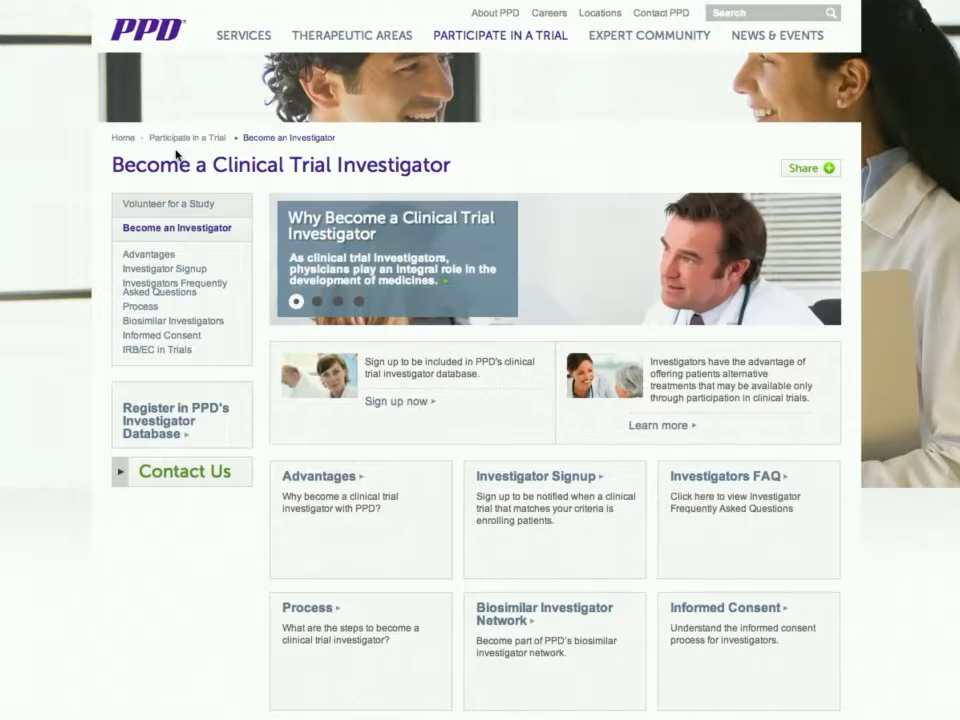 About PPD Careers Locations Contact PPD Search
PPD
SERVICES THERAPEUTIC AREAS PARTICIPATE IN A TRIAL EXPERT COMMUNITY NEWS & EVENTS
Home Participate in a Trial Become an Investigator
Become a Clinical Trial Investigator
Share
Volunteer for a Study
Become an Investigator
Advantages
Investigator Signup
Investigators Frequently
Asked Questions
Process
Biosimilar Investigators
Informed Consent
IRB/EC in Trials
Register in PPD's
Investigator
Database
Contact Us
Why Become a Clinical Trial
Investigator
As clinical trial investigators,
physicians play an integral role in the
development of medicines.
Sign up to be included in PPD's clinical
trial investigator database.
Sign up now
Investigators have the advantage of
offering patients alternative
treatments that may be available only
through participation in clinical trials.
Learn more
Advantages
Why become a clinical trial
investigator with PPD?
Investigator Signup
Sign up to be notified when a clinical
trial that matches your criteria is
enrolling patients.
Investigators FAQ
Click here to view Investigator
Frequently Asked Questions
Process
What are the steps to become a
clinical trial investigator?
Biosimilar Investigator
Network
Become part of PPD's biosimilar
investigator network.
Informed Consent
Understand the informed consent
process for investigators.